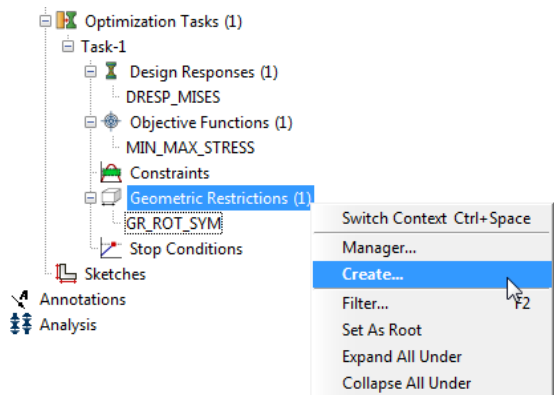 Optimization Tasks (1)
Task-1
Design Responses (1)
DRESP_MISES
Objective Functions (1)
MIN_MAX_STRESS
Constraints
Geometric Restrictions (1)
GR_ROT_SYM
Stop Conditions
Sketches
Annotations
Analysis
Switch Context Ctrl+Space
Manager...
Create...
Filter... F2
Set As Root
Expand All Under
Collapse All Under